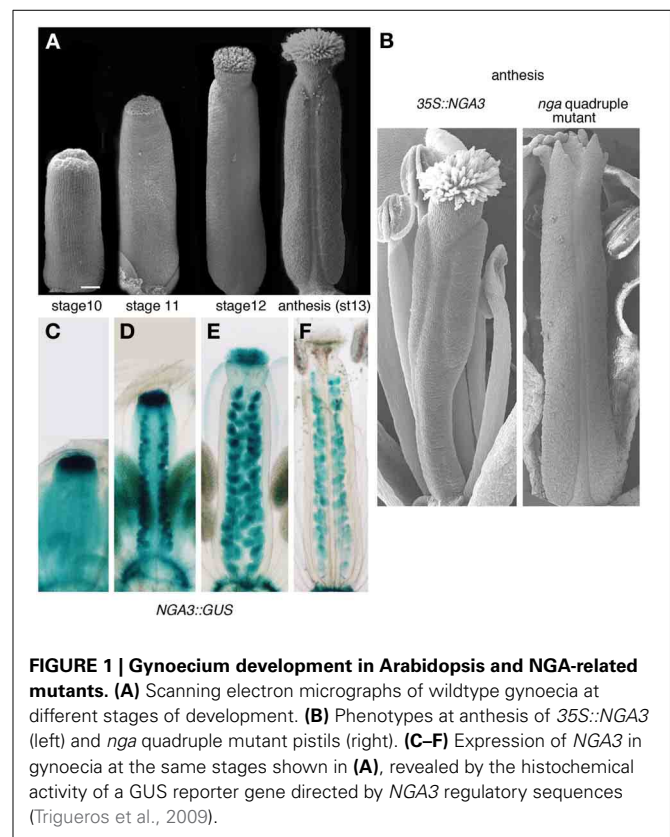 A
B
anthesis
35S::NGA3
nga quadruple
mutant
stage10
stage 11
stage12
anthesis (st13)
C
D
E
F
NGA3::GUS
FIGURE 1 | Gynoecium development in Arabidopsis and NGA-related
mutants. (A) Scanning electron micrographs of wildtype gynoecia at
different stages of development. (B) Phenotypes at anthesis of 35S::NGA3
(left) and nga quadruple mutant pistils (right). (C–F) Expression of NGA3 in
gynoecia at the same stages shown in (A), revealed by the histochemical
activity of a GUS reporter gene directed by NGA3 regulatory sequences
(Trigueros et al., 2009).